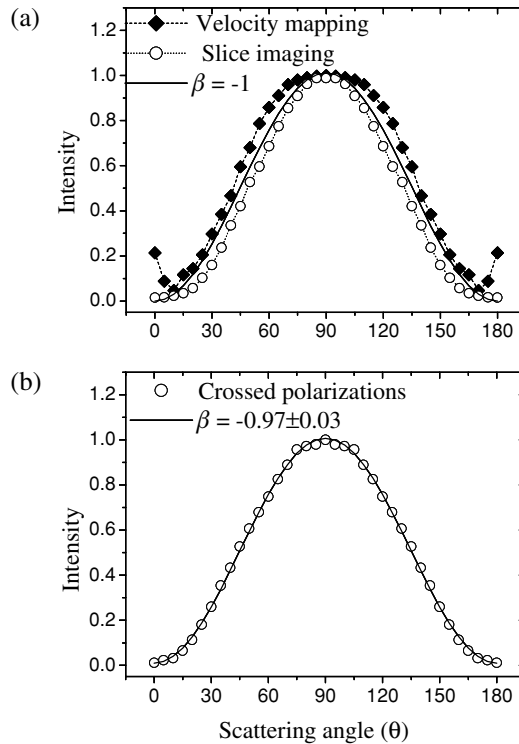 (a)
1.2
1.0
0.8
0.6
0.4
0.2
0.0
Intensity
Velocity mapping
Slice imaging
β = -1
0 30 60 90 120 150 180
(b)
1.2
1.0
0.8
0.6
0.4
0.2
0.0
Intensity
Crossed polarizations
β = -0.97±0.03
0 30 60 90 120 150 180
Scattering angle (θ)